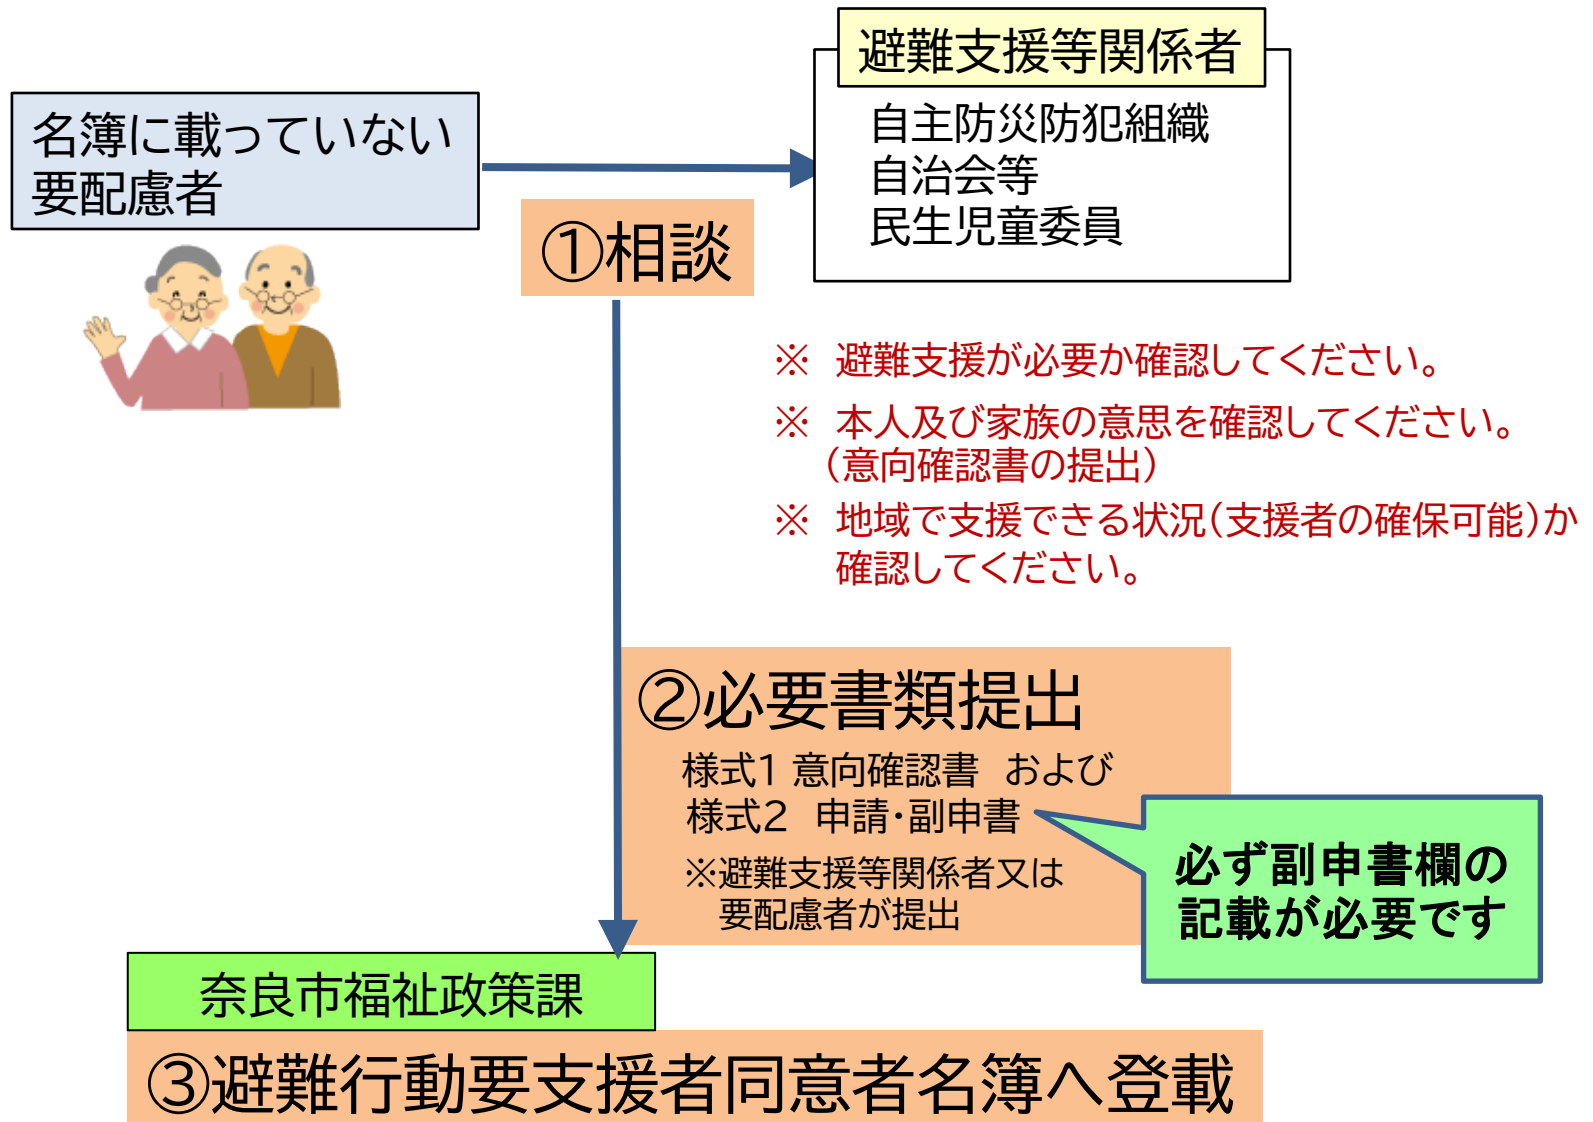 避難支援等関係者
自主防災防犯組織
自治会等
民生児童委員
名簿に載っていない
要配慮者
①相談
※ 避難支援が必要か確認してください。
※ 本人及び家族の意思を確認してください。
（意向確認書の提出）
※ 地域で支援できる状況（支援者の確保可能）か
確認してください。
②必要書類提出
様式1 意向確認書 および
様式2 申請・副申書
※避難支援等関係者又は
要配慮者が提出
必ず副申書欄の
記載が必要です
奈良市福祉政策課
③避難行動要支援者同意者名簿へ登載